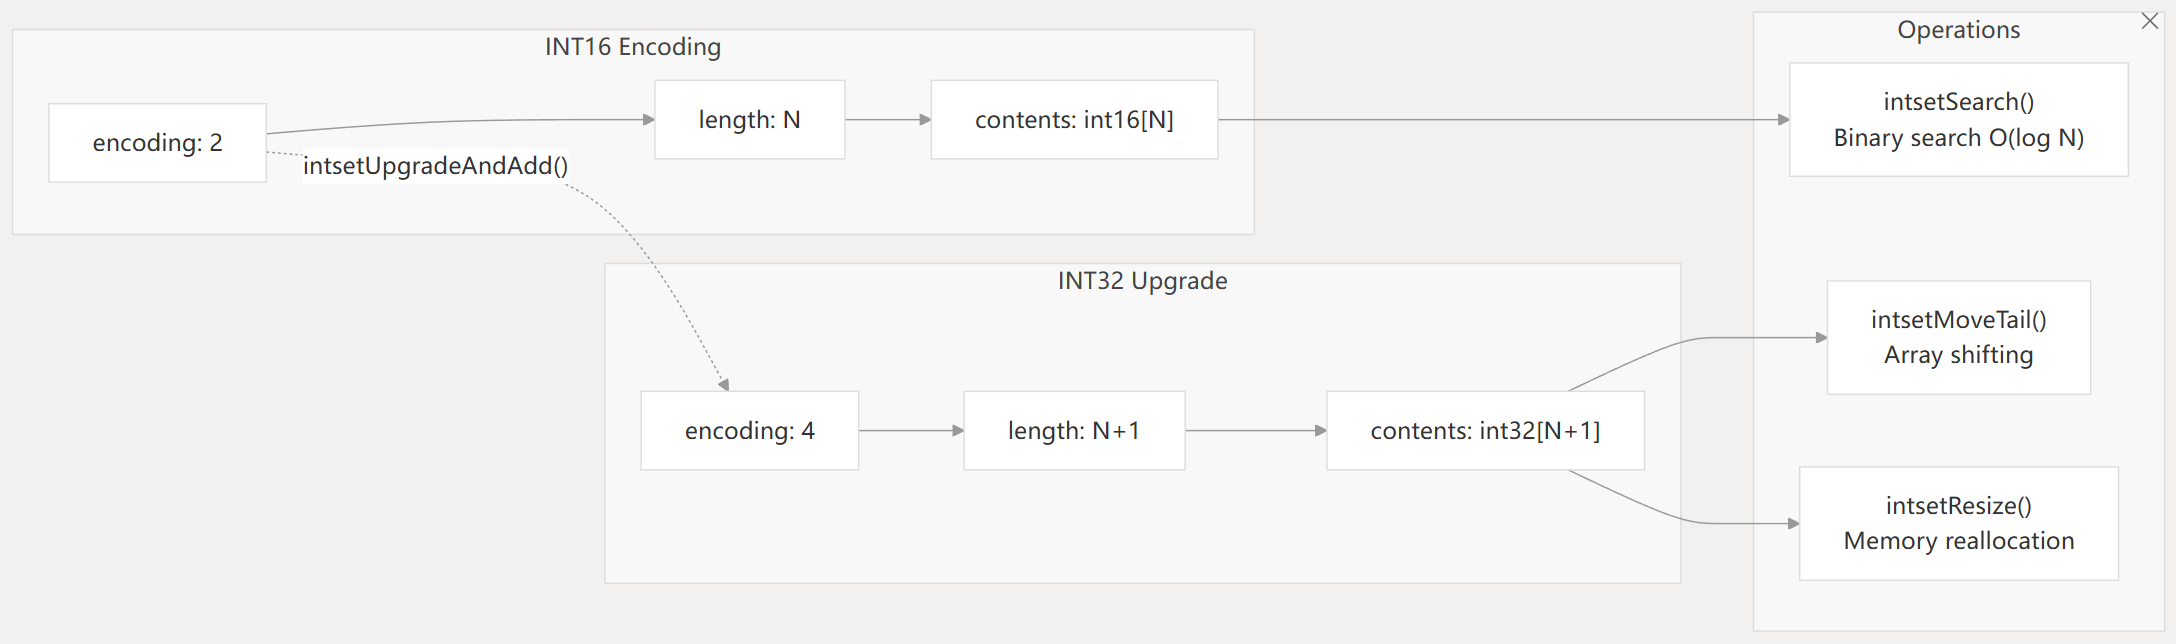 INT16 Encoding
encoding: 2
length: N
contents: int16[N]
intsetUpgradeAndAdd()
INT32 Upgrade
encoding: 4
length: N+1
contents: int32[N+1]
Operations
intsetSearch()
Binary search O(log N)
intsetMoveTail()
Array shifting
intsetResize()
Memory reallocation